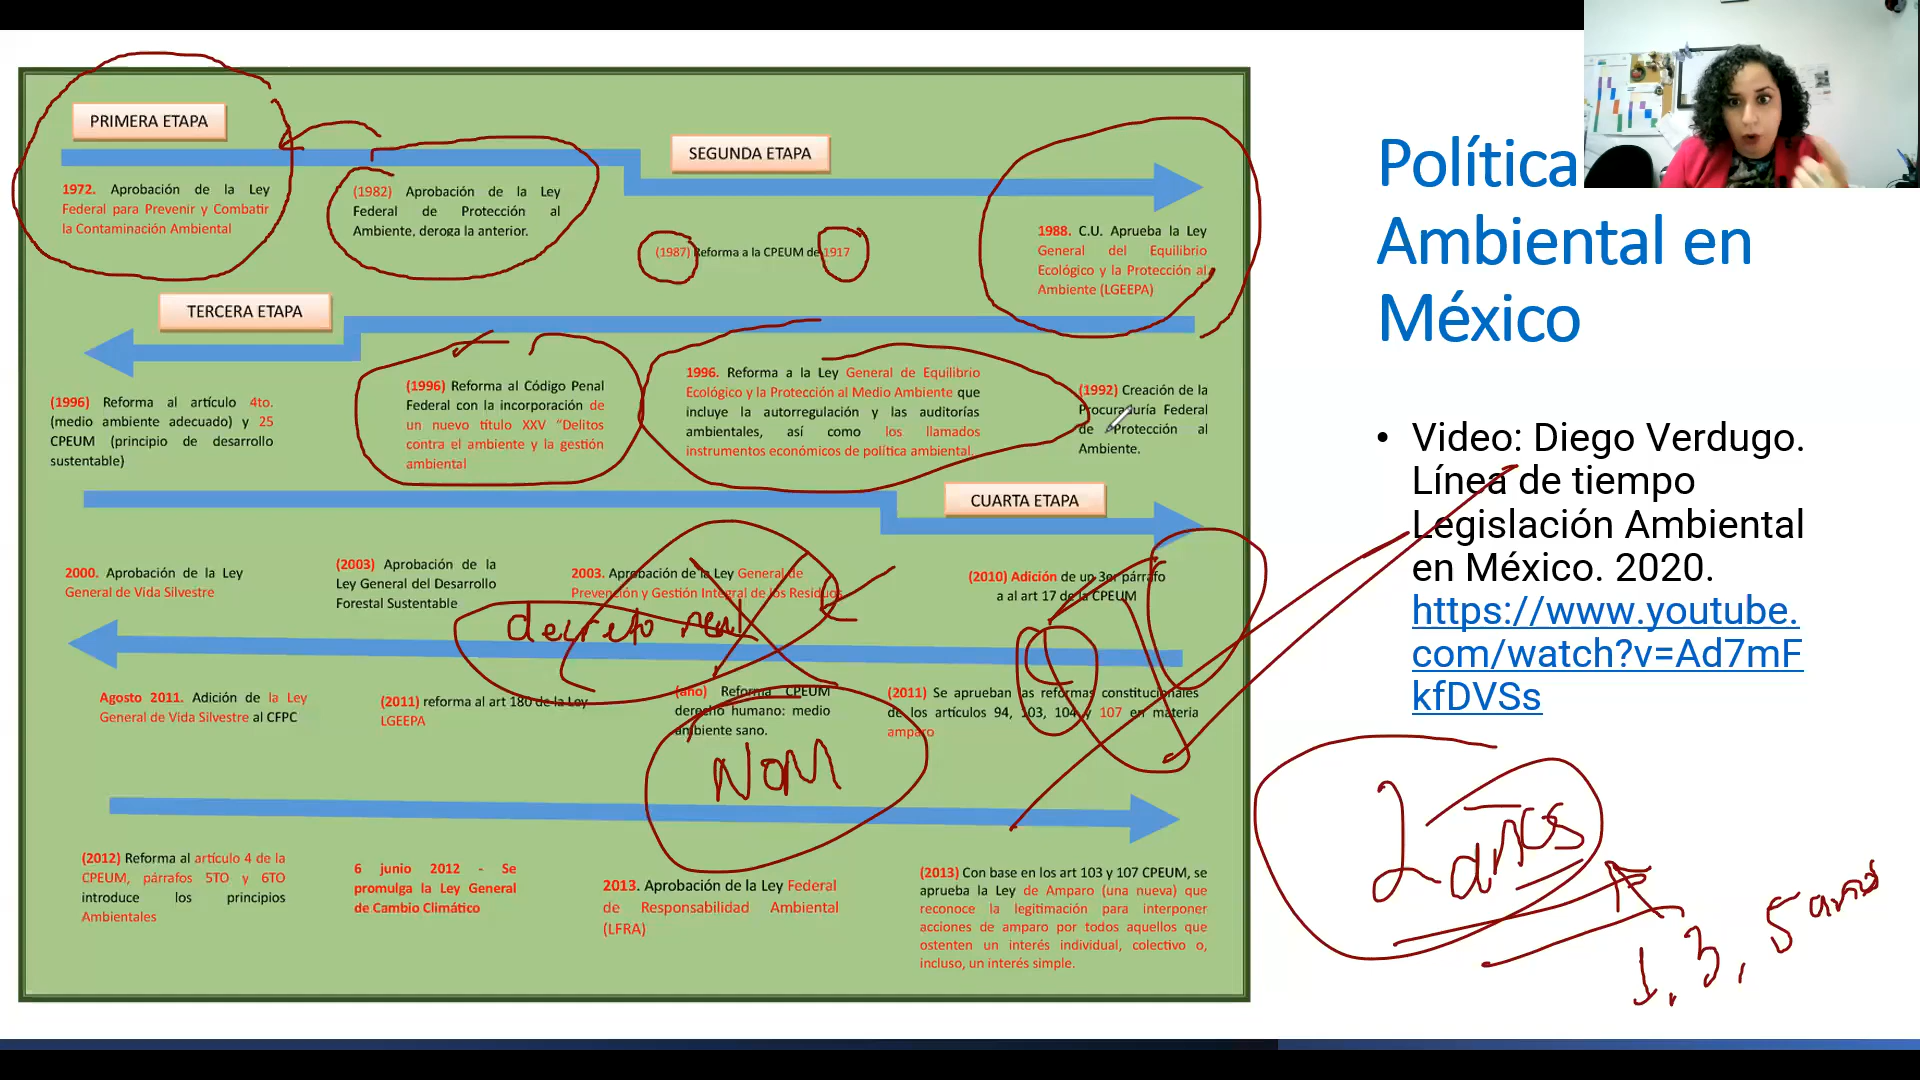 PRIMERA ETAPA
1972. Aprobación de la Ley
Federal para Prevenir y Combatir
la Contaminación Ambiental
(1982) Aprobación de la Ley
Federal de Protección al
Ambiente, deroga la anterior.
SEGUNDA ETAPA
(1987) Reforma a la CPEUM de 1917
1988. C.U. Aprueba la Ley
General del Equilibrio
Ecológico y la Protección al
Ambiente (LGEEPA)
TERCERA ETAPA
(1996) Reforma al artículo 4to.
(medio ambiente adecuado) y 25
CPEUM (principio de desarrollo
sustentable)
(1996) Reforma al Código Penal
Federal con la incorporación de
un nuevo título XXV “Delitos
contra el ambiente y la gestión
ambiental
1996. Reforma a la Ley General de Equilibrio
Ecológico y la Protección al Medio Ambiente que
incluye la autorregulación y las auditorías
ambientales, así como los llamados
instrumentos económicos de política ambiental.
(1992) Creación de la
Procuraduría Federal
de Protección al
Ambiente.
CUARTA ETAPA
2000. Aprobación de la Ley
General de Vida Silvestre
(2003) Aprobación de la
Ley General del Desarrollo
Forestal Sustentable
2003. Aprobación de la Ley General de
Prevención y Gestión Integral de los Residuos
(2010) Adición de un 3er párrafo
a al art 17 de la CPEUM
decreto real
Agosto 2011. Adición de la Ley
General de Vida Silvestre al CFPC
(2011) reforma al art 180 de la Ley
LGEEPA
(año) Reforma CPEUM
derecho humano: medio
ambiente sano.
(2011) Se aprueban las reformas constitucionales
de los artículos 94, 103, 104 y 107 en materia
amparo
NOM
(2012) Reforma al artículo 4 de la
CPEUM, párrafos 5TO y 6TO
introduce los principios
Ambientales
6 junio 2012 - Se
promulga la Ley General
de Cambio Climático
2013. Aprobación de la Ley Federal
de Responsabilidad Ambiental
(LFRA)
(2013) Con base en los art 103 y 107 CPEUM, se
aprueba la Ley de Amparo (una nueva) que
reconoce la legitimación para interponer
acciones de amparo por todos aquellos que
ostenten un interés individual, colectivo o,
incluso, un interés simple.
Política
Ambiental en
México
• Video: Diego Verdugo.
Línea de tiempo
Legislación Ambiental
en México. 2020.
https://www.youtube.
com/watch?v=Ad7mF
kfDVSs
2 años
1, 3, 5 años